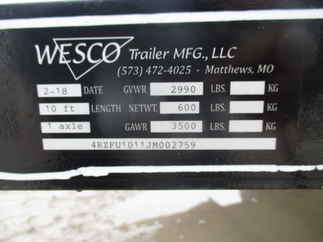 WESCO Trailer MFG., LLC
(573) 472-4025 - Matthews, MO
2-18 DATE GVWR 2990 LBS. KG
10 ft LENGTH NETWT 600 LBS. KG
1 axle GAWR 3500 LBS. KG
4RZFU1011JM002759